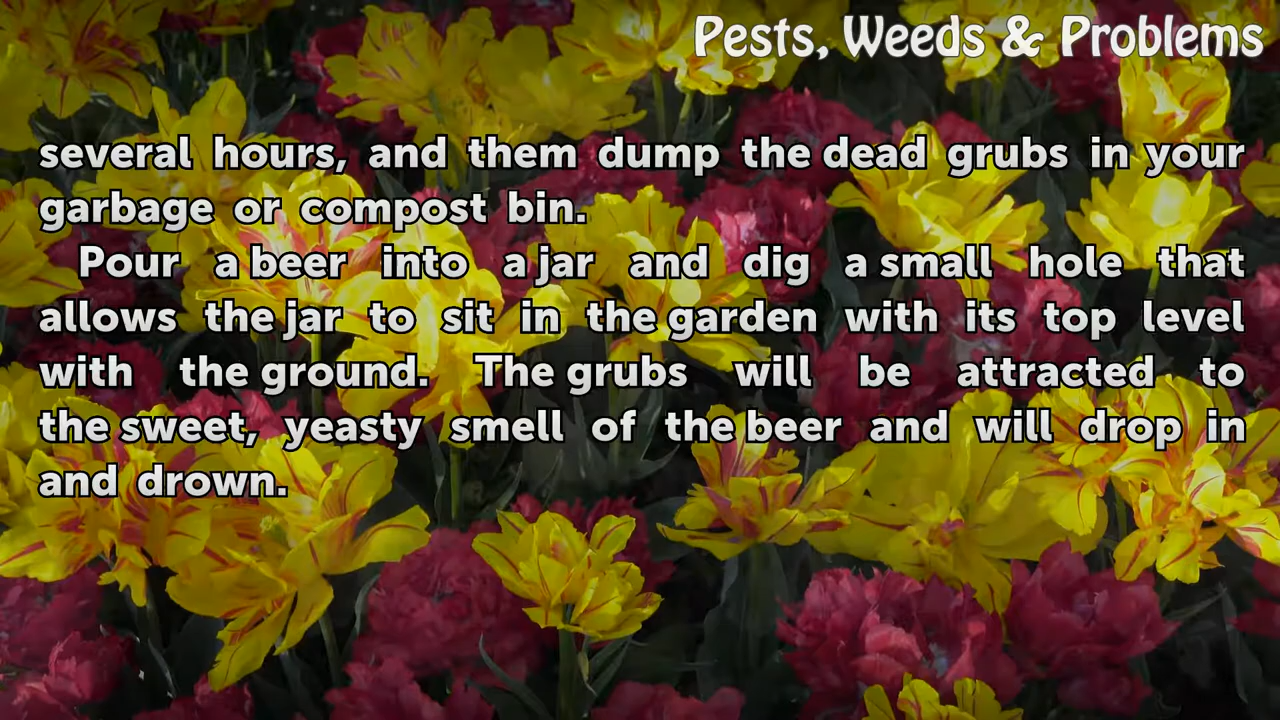 Pests, Weeds & Problems
several hours, and them dump the dead grubs in your
garbage or compost bin.
Pour a beer into a jar and dig a small hole that
allows the jar to sit in the garden with its top level
with the ground. The grubs will be attracted to
the sweet, yeasty smell of the beer and will drop in
and drown.